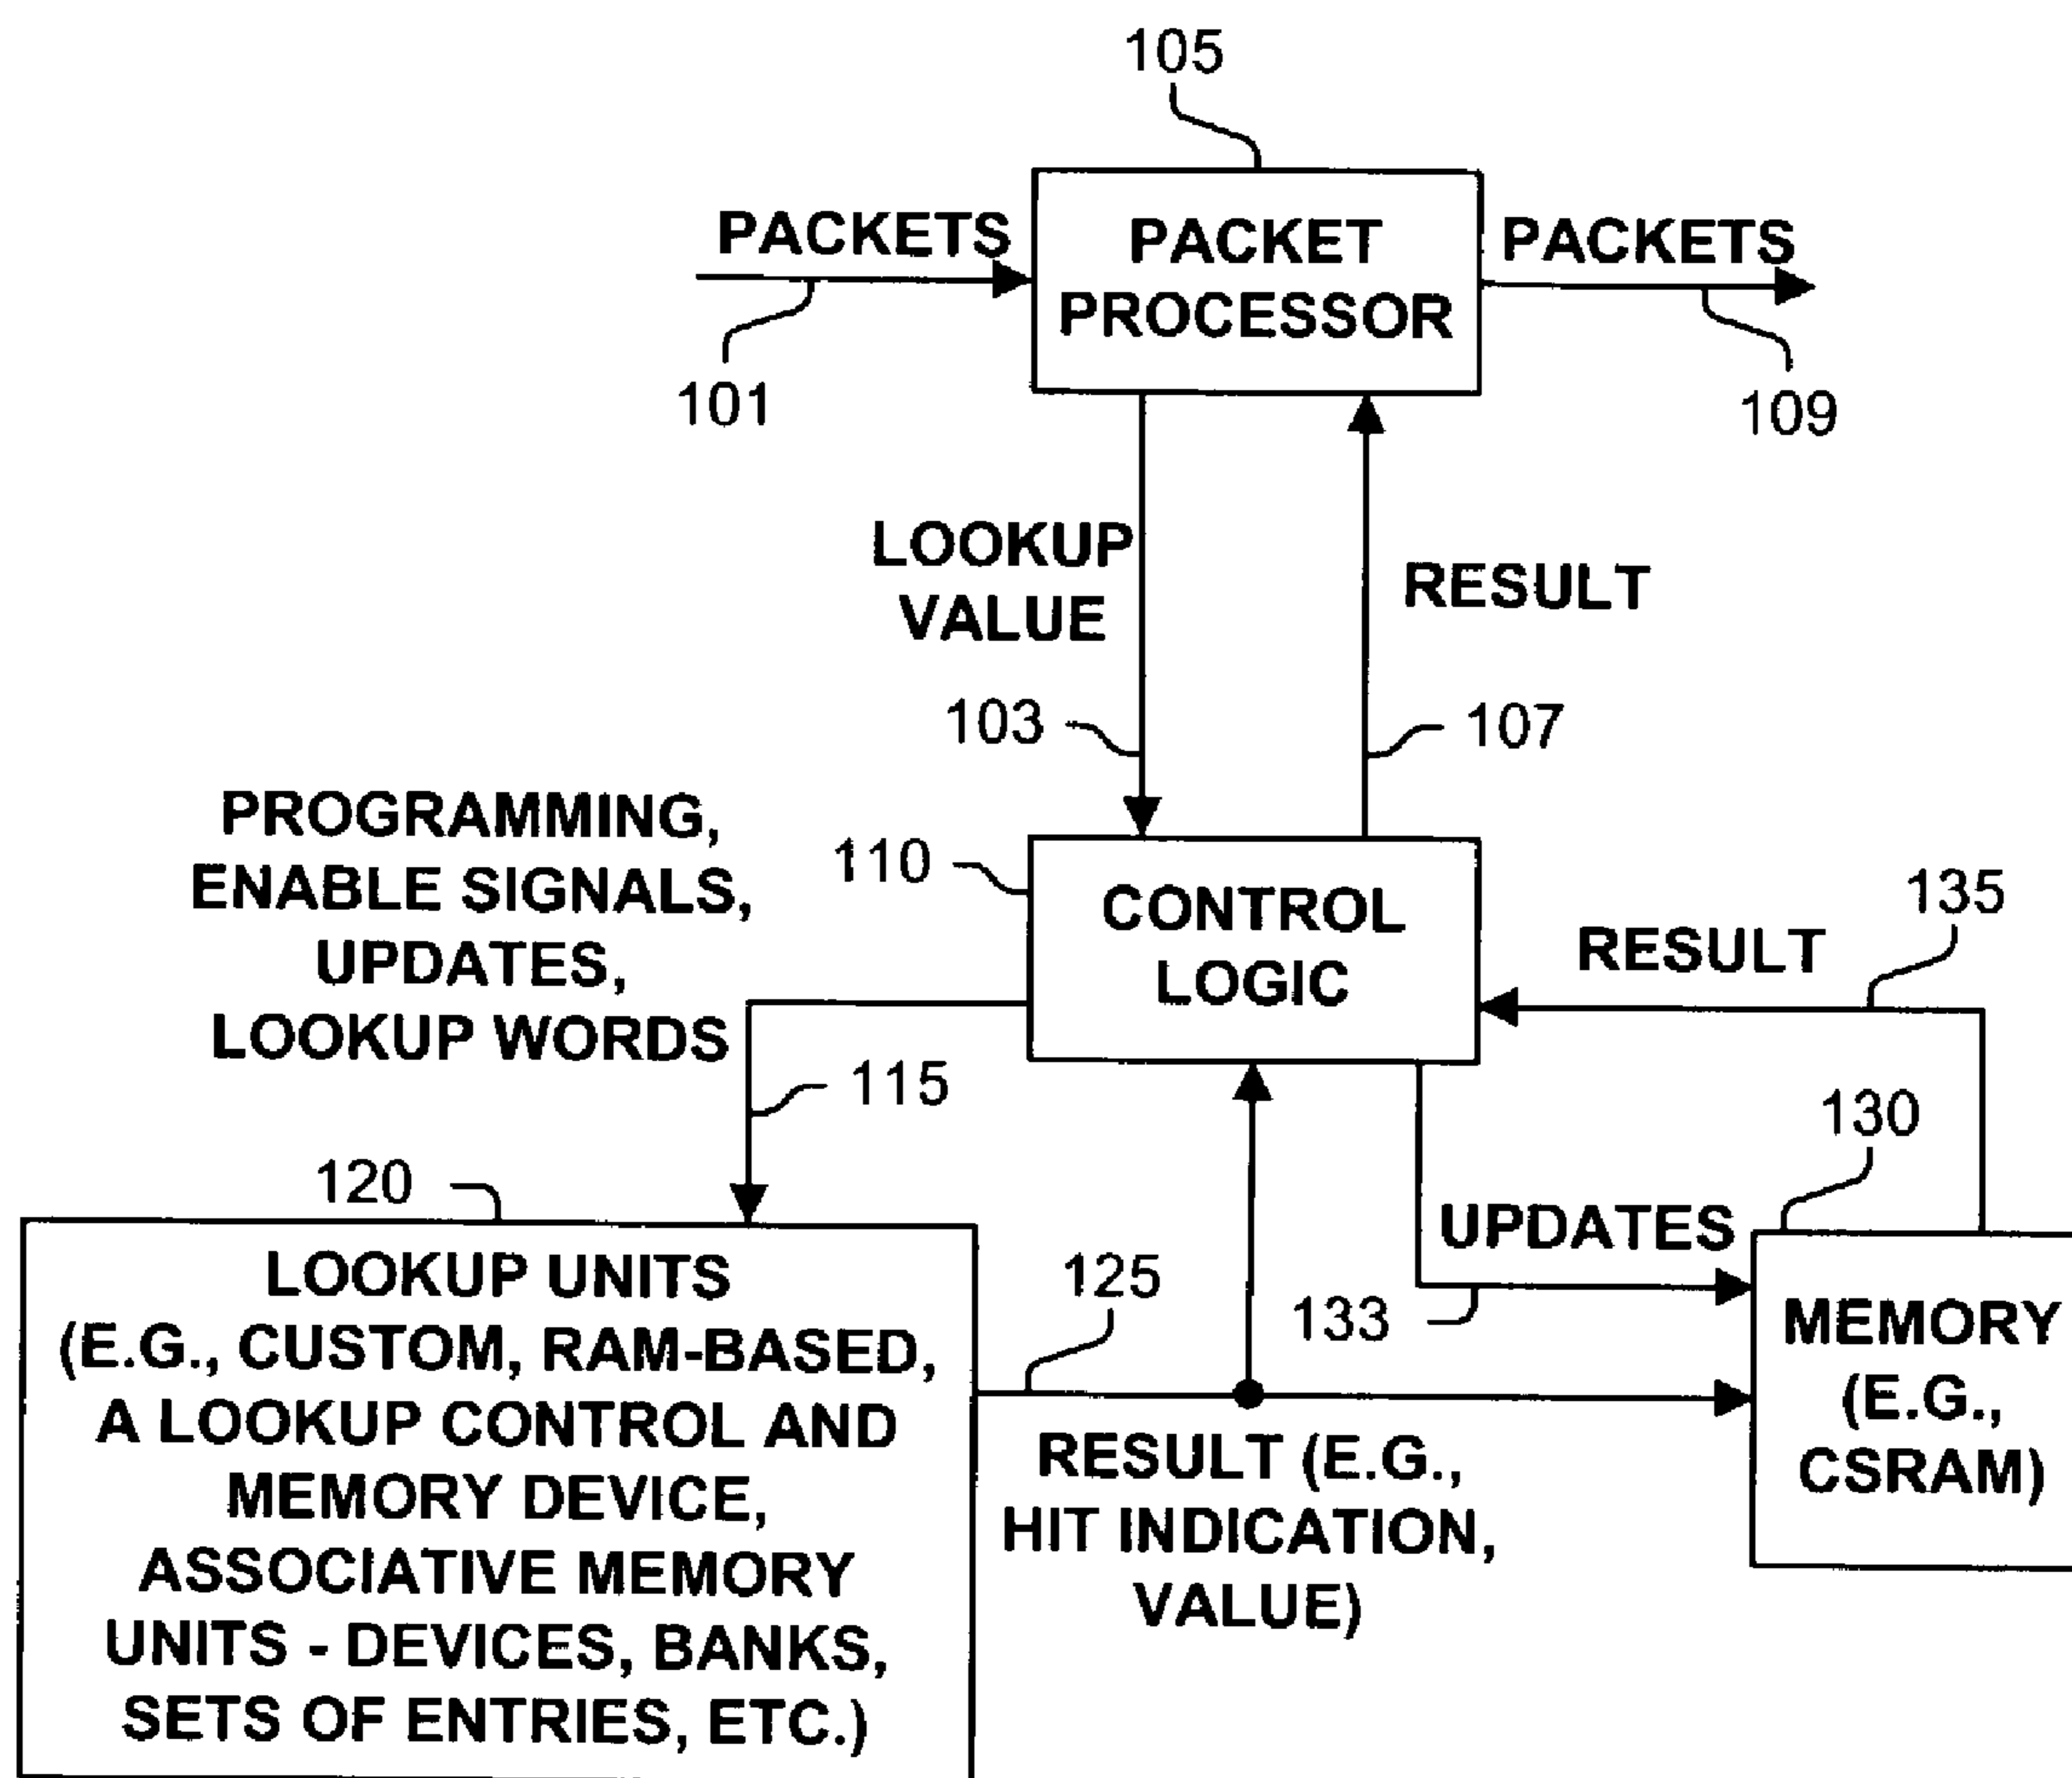 105
PACKETS
PACKET
PROCESSOR
PACKETS
101
109
LOOKUP
VALUE
RESULT
103
107
PROGRAMMING,
ENABLE SIGNALS,
UPDATES,
LOOKUP WORDS
110
CONTROL
LOGIC
135
RESULT
115
130
120
UPDATES
LOOKUP UNITS
(E.G., CUSTOM, RAM-BASED,
A LOOKUP CONTROL AND
MEMORY DEVICE,
ASSOCIATIVE MEMORY
UNITS - DEVICES, BANKS,
SETS OF ENTRIES, ETC.)
125
133
MEMORY
(E.G.,
CSRAM)
RESULT (E.G.,
HIT INDICATION,
VALUE)